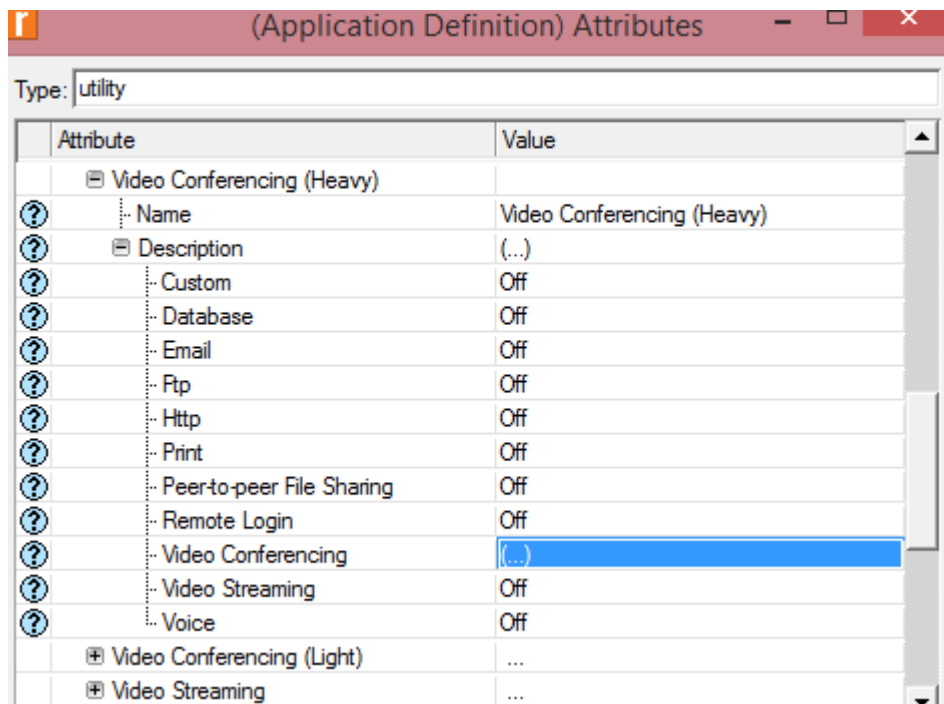 r (Application Definition) Attributes
Type: utility
Attribute Value
Video Conferencing (Heavy)
Name Video Conferencing (Heavy)
Description (...)
Custom Off
Database Off
Email Off
Ftp Off
Http Off
Print Off
Peer-to-peer File Sharing Off
Remote Login Off
Video Conferencing (...)
Video Streaming Off
Voice Off
Video Conferencing (Light) ...
Video Streaming ...